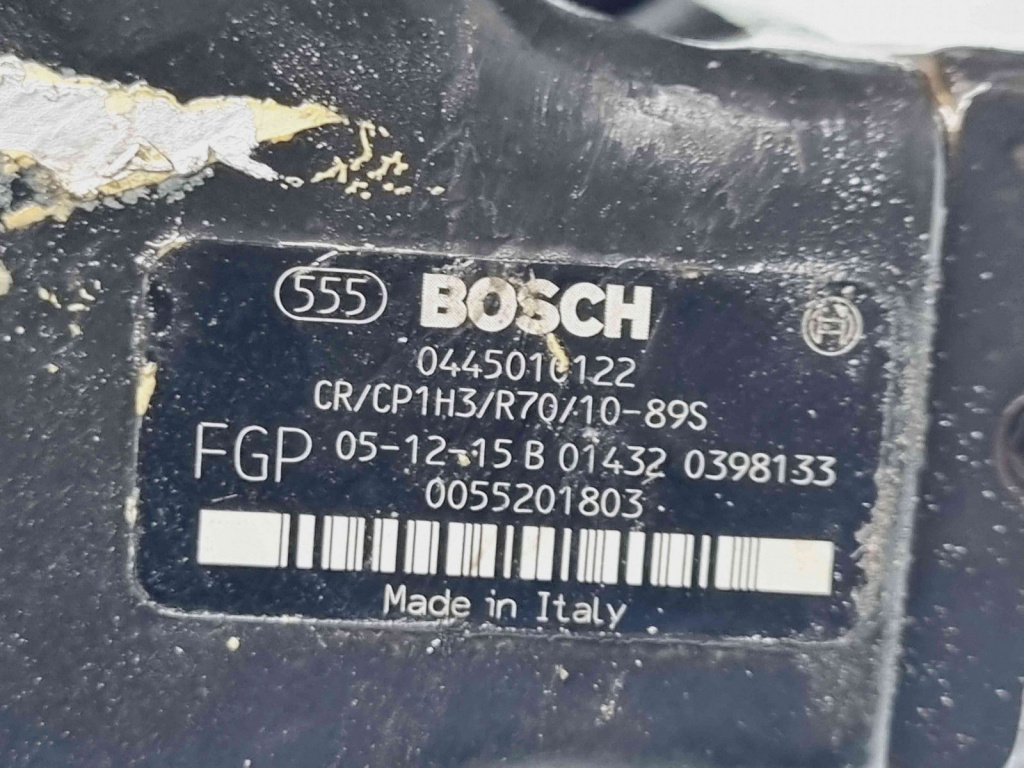 555 BOSCH
0445010122
CR/CP1H3/R70/10-89S
FGP 05-12-15 B 01432 0398133
0055201803
Made in Italy